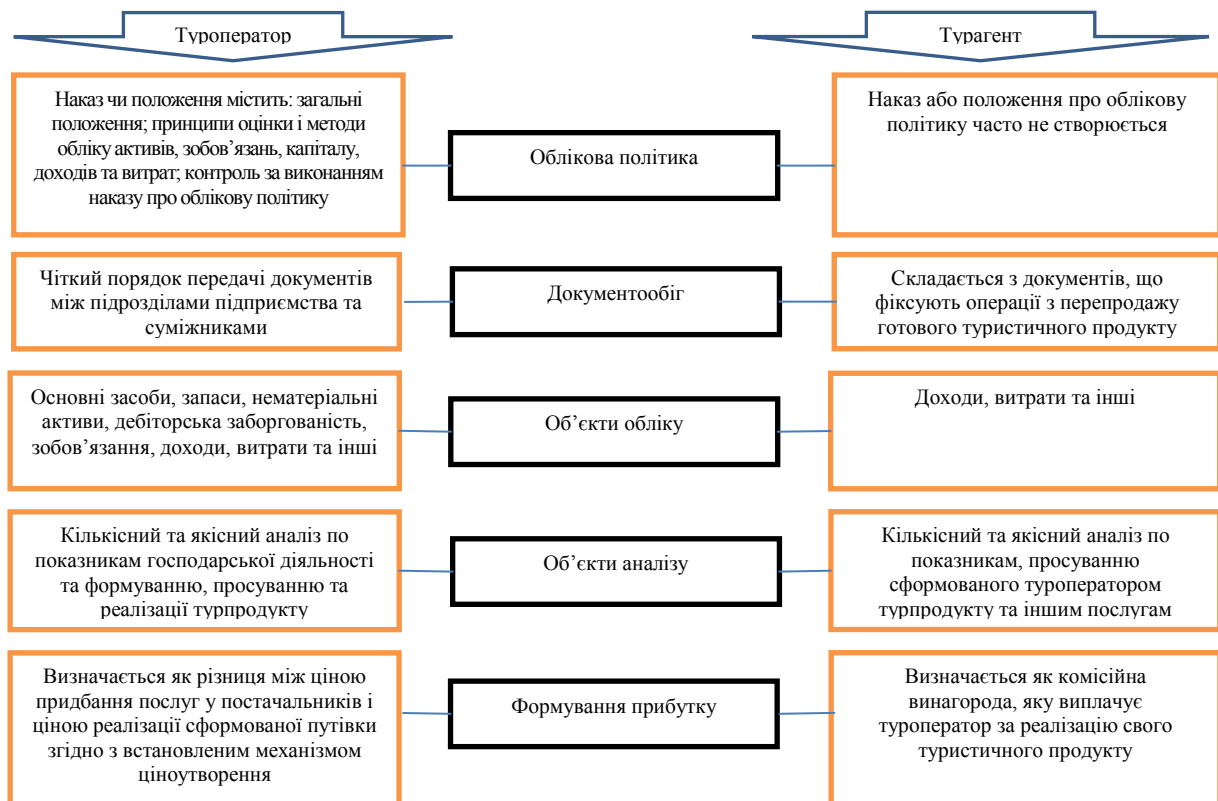 Туроператор
Турагент
Наказ чи положення містить: загальні
положення; принципи оцінки і методи
обліку активів, зобов’язань, капіталу,
доходів та витрат; контроль за виконанням
наказу про облікову політику
Облікова політика
Наказ або положення про облікову
політику часто не створюється
Чіткий порядок передачі документів
між підрозділами підприємства та
суміжниками
Документообіг
Складається з документів, що
фіксують операції з перепродажу
готового туристичного продукту
Основні засоби, запаси, нематеріальні
активи, дебіторська заборгованість,
зобов’язання, доходи, витрати та інші
Об’єкти обліку
Доходи, витрати та інші
Кількісний та якісний аналіз по
показникам господарської діяльності
та формуванню, просуванню та
реалізації турпродукту
Об’єкти аналізу
Кількісний та якісний аналіз по
показникам, просуванню
сформованого туроператором
турпродукту та іншим послугам
Визначається як різниця між ціною
придбання послуг у постачальників і
ціною реалізації сформованої путівки
згідно з встановленим механізмом
ціноутворення
Формування прибутку
Визначається як комісійна
винагорода, яку виплачує
туроператор за реалізацію свого
туристичного продукту